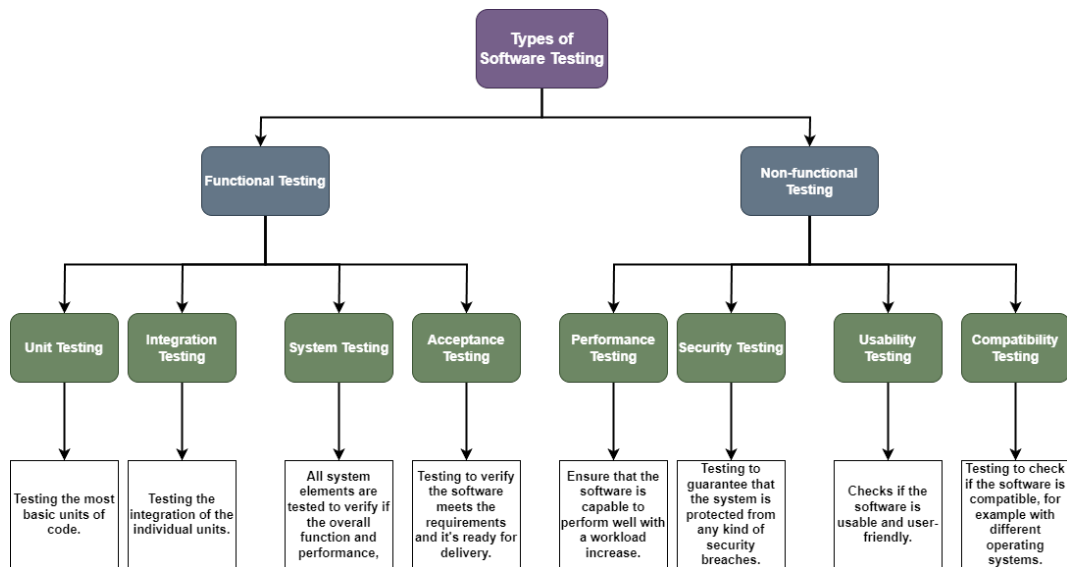 Types of
Software Testing
Functional Testing
Non-functional
Testing
Unit Testing
Integration
Testing
System Testing
Acceptance
Testing
Performance
Testing
Security Testing
Usability
Testing
Compatibility
Testing
Testing the most
basic units of
code.
Testing the
integration of the
individual units.
All system
elements are
tested to verify if
the overall
function and
performance,
Testing to verify
the software
meets the
requirements
and it's ready for
delivery.
Ensure that the
software is
capable to
perform well with
a workload
increase.
Testing to
guarantee that
the system is
protected from
any kind of
security
breaches.
Checks if the
software is
usable and user-
friendly.
Testing to check
if the software is
compatible, for
example with
different
operating
systems.